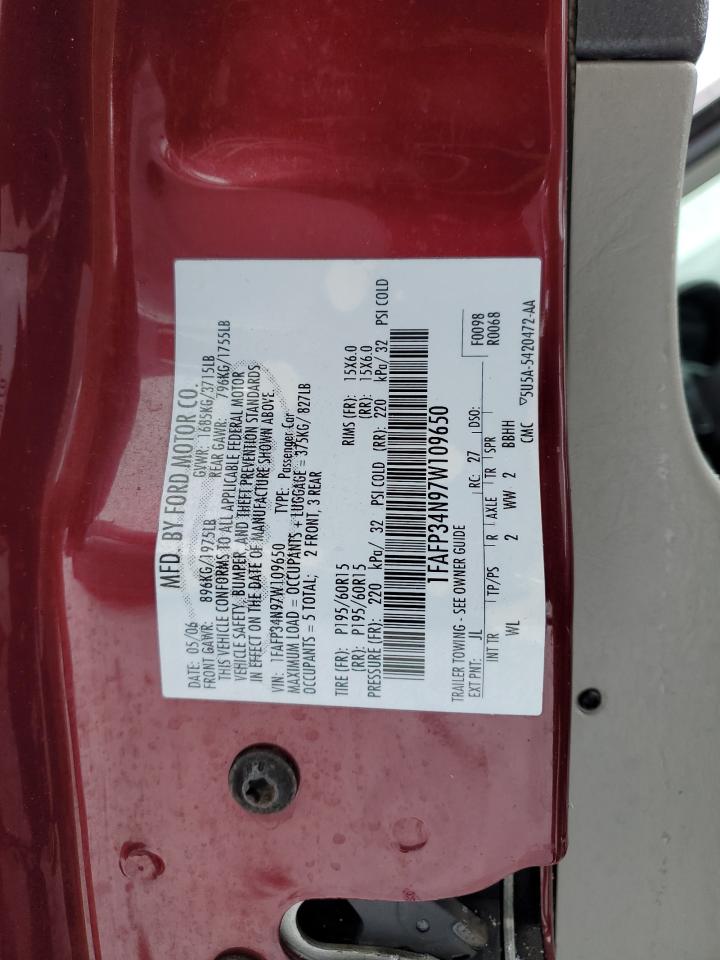 MFD. BY FORD MOTOR CO.
DATE: 05/06 GVWR: 1685KG/3715LB
FRONT GAWR: 896KG/1975LB REAR GAWR: 796KG/1755LB
THIS VEHICLE CONFORMS TO ALL APPLICABLE FEDERAL MOTOR
VEHICLE SAFETY, BUMPER, AND THEFT PREVENTION STANDARDS
IN EFFECT ON THE DATE OF MANUFACTURE SHOWN ABOVE.
VIN: 1FAFP34N97W109650 TYPE: Passenger Car
MAXIMUM LOAD = OCCUPANTS + LUGGAGE = 375KG/ 827LB
OCCUPANTS = 5 TOTAL; 2 FRONT, 3 REAR
TIRE (FR): P195/60R15 RIMS (FR): 15X6.0
(RR): P195/60R15 (RR): 15X6.0
PRESSURE (FR): 220 kPa/ 32 PSI COLD (RR): 220 kPa/ 32 PSI COLD
1FAFP34N97W109650
TRAILER TOWING - SEE OWNER GUIDE
EXT PNT: JL RC: 27 DSO: F0098
R0068
INT TR TP/PS R AXLE TR SPR
WL 2 WW 2 BBHH
CMC ▽5U5A-5420472-AA